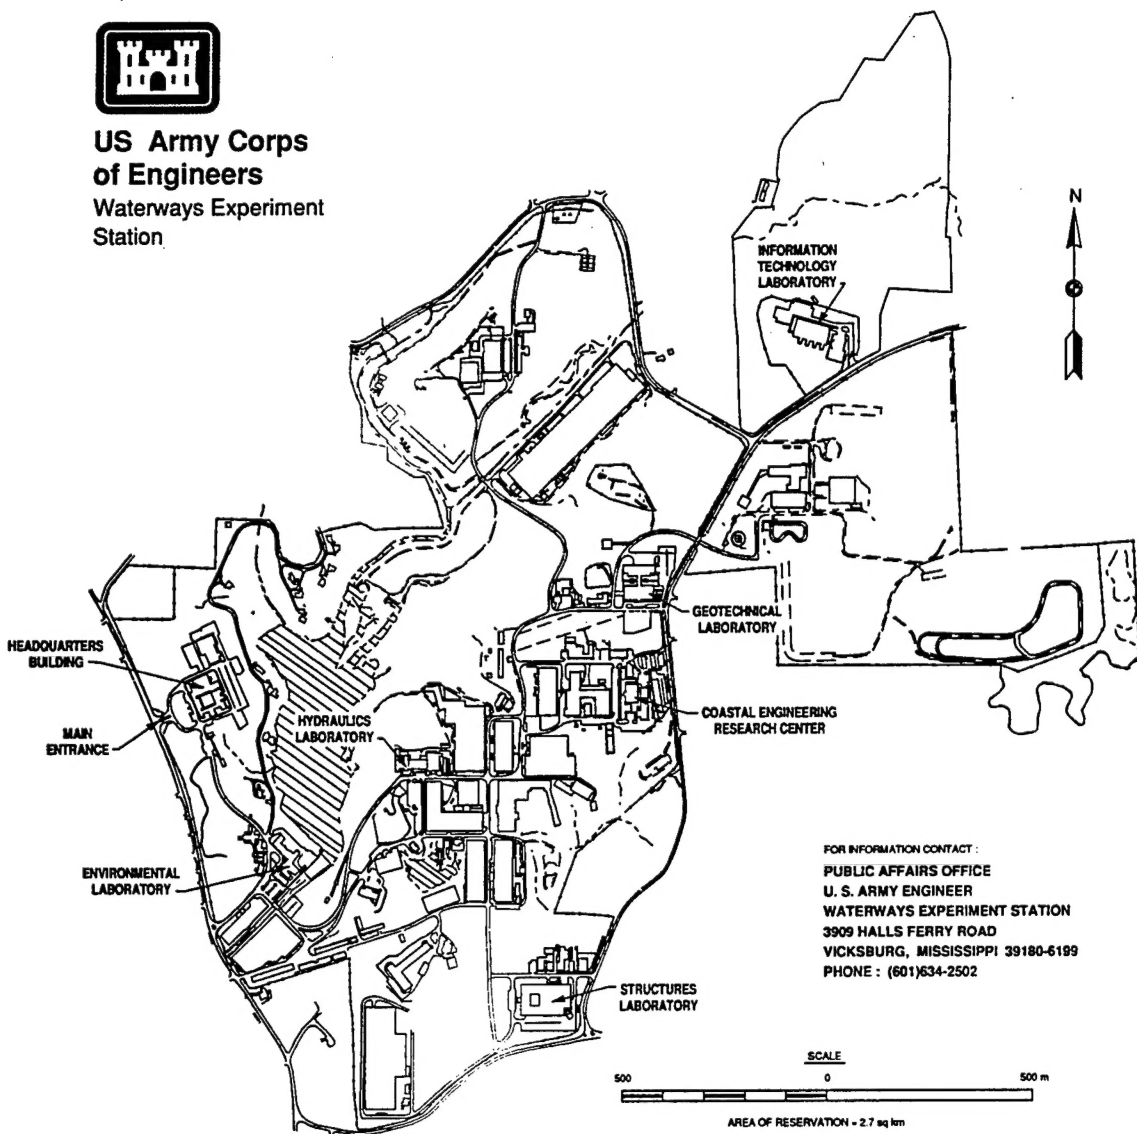 US Army Corps
of Engineers
Waterways Experiment
Station
N
INFORMATION
TECHNOLOGY
LABORATORY
GEOTECHNICAL
LABORATORY
HEADQUARTERS
BUILDING
MAIN
ENTRANCE
HYDRAULICS
LABORATORY
COASTAL ENGINEERING
RESEARCH CENTER
ENVIRONMENTAL
LABORATORY
STRUCTURES
LABORATORY
FOR INFORMATION CONTACT :
PUBLIC AFFAIRS OFFICE
U. S. ARMY ENGINEER
WATERWAYS EXPERIMENT STATION
3909 HALLS FERRY ROAD
VICKSBURG, MISSISSIPPI 39180-6199
PHONE : (601)634-2502
SCALE
500 0 500 m
AREA OF RESERVATION - 2.7 sq km